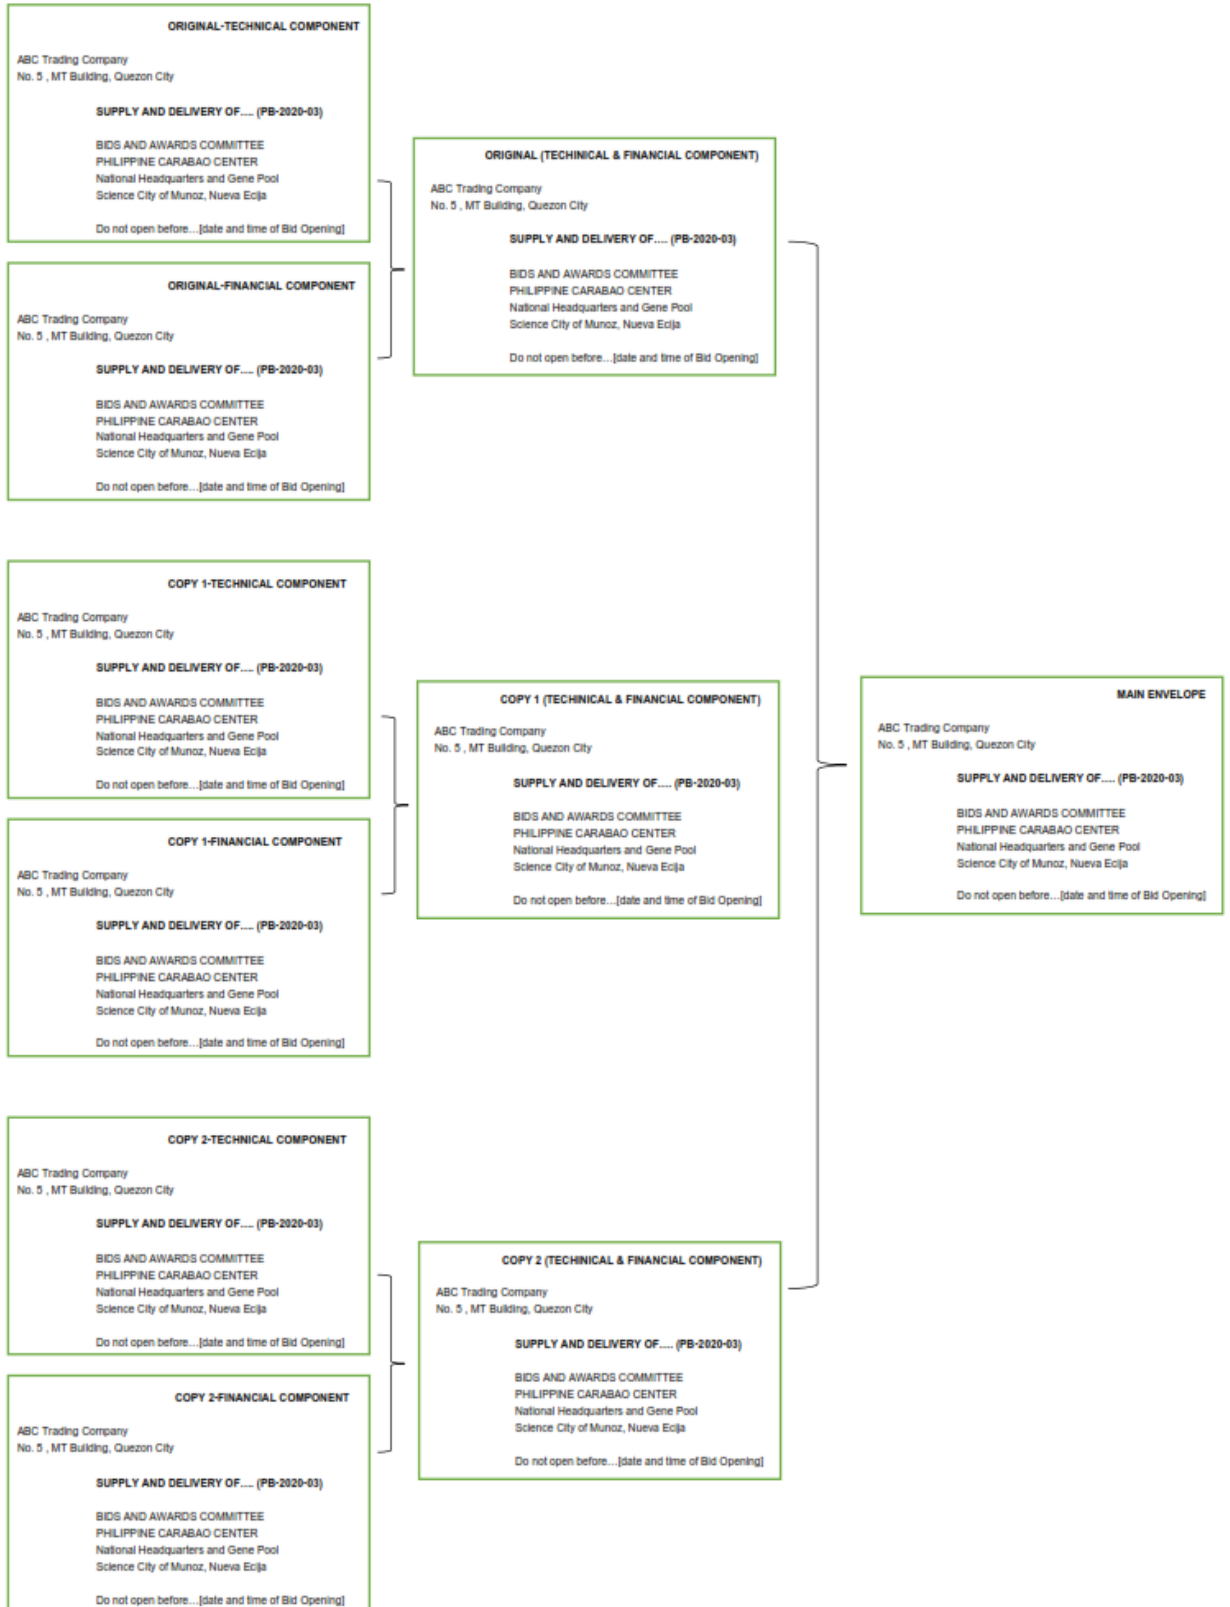 ORIGINAL-TECHNICAL COMPONENT
ABC Trading Company
No. 5 , MT Building, Quezon City
SUPPLY AND DELIVERY OF.... (PB-2020-03)
BIDS AND AWARDS COMMITTEE
PHILIPPINE CARABAO CENTER
National Headquarters and Gene Pool
Science City of Munoz, Nueva Ecija
Do not open before...[date and time of Bid Opening]
ORIGINAL-FINANCIAL COMPONENT
ABC Trading Company
No. 5 , MT Building, Quezon City
SUPPLY AND DELIVERY OF.... (PB-2020-03)
BIDS AND AWARDS COMMITTEE
PHILIPPINE CARABAO CENTER
National Headquarters and Gene Pool
Science City of Munoz, Nueva Ecija
Do not open before...[date and time of Bid Opening]
ORIGINAL (TECHINICAL & FINANCIAL COMPONENT)
ABC Trading Company
No. 5 , MT Building, Quezon City
SUPPLY AND DELIVERY OF.... (PB-2020-03)
BIDS AND AWARDS COMMITTEE
PHILIPPINE CARABAO CENTER
National Headquarters and Gene Pool
Science City of Munoz, Nueva Ecija
Do not open before...[date and time of Bid Opening]
COPY 1-TECHNICAL COMPONENT
ABC Trading Company
No. 5 , MT Building, Quezon City
SUPPLY AND DELIVERY OF.... (PB-2020-03)
BIDS AND AWARDS COMMITTEE
PHILIPPINE CARABAO CENTER
National Headquarters and Gene Pool
Science City of Munoz, Nueva Ecija
Do not open before...[date and time of Bid Opening]
COPY 1-FINANCIAL COMPONENT
ABC Trading Company
No. 5 , MT Building, Quezon City
SUPPLY AND DELIVERY OF.... (PB-2020-03)
BIDS AND AWARDS COMMITTEE
PHILIPPINE CARABAO CENTER
National Headquarters and Gene Pool
Science City of Munoz, Nueva Ecija
Do not open before...[date and time of Bid Opening]
COPY 1 (TECHINICAL & FINANCIAL COMPONENT)
ABC Trading Company
No. 5 , MT Building, Quezon City
SUPPLY AND DELIVERY OF.... (PB-2020-03)
BIDS AND AWARDS COMMITTEE
PHILIPPINE CARABAO CENTER
National Headquarters and Gene Pool
Science City of Munoz, Nueva Ecija
Do not open before...[date and time of Bid Opening]
MAIN ENVELOPE
ABC Trading Company
No. 5 , MT Building, Quezon City
SUPPLY AND DELIVERY OF.... (PB-2020-03)
BIDS AND AWARDS COMMITTEE
PHILIPPINE CARABAO CENTER
National Headquarters and Gene Pool
Science City of Munoz, Nueva Ecija
Do not open before...[date and time of Bid Opening]
COPY 2-TECHNICAL COMPONENT
ABC Trading Company
No. 5 , MT Building, Quezon City
SUPPLY AND DELIVERY OF.... (PB-2020-03)
BIDS AND AWARDS COMMITTEE
PHILIPPINE CARABAO CENTER
National Headquarters and Gene Pool
Science City of Munoz, Nueva Ecija
Do not open before...[date and time of Bid Opening]
COPY 2-FINANCIAL COMPONENT
ABC Trading Company
No. 5 , MT Building, Quezon City
SUPPLY AND DELIVERY OF.... (PB-2020-03)
BIDS AND AWARDS COMMITTEE
PHILIPPINE CARABAO CENTER
National Headquarters and Gene Pool
Science City of Munoz, Nueva Ecija
Do not open before...[date and time of Bid Opening]
COPY 2 (TECHINICAL & FINANCIAL COMPONENT)
ABC Trading Company
No. 5 , MT Building, Quezon City
SUPPLY AND DELIVERY OF.... (PB-2020-03)
BIDS AND AWARDS COMMITTEE
PHILIPPINE CARABAO CENTER
National Headquarters and Gene Pool
Science City of Munoz, Nueva Ecija
Do not open before...[date and time of Bid Opening]